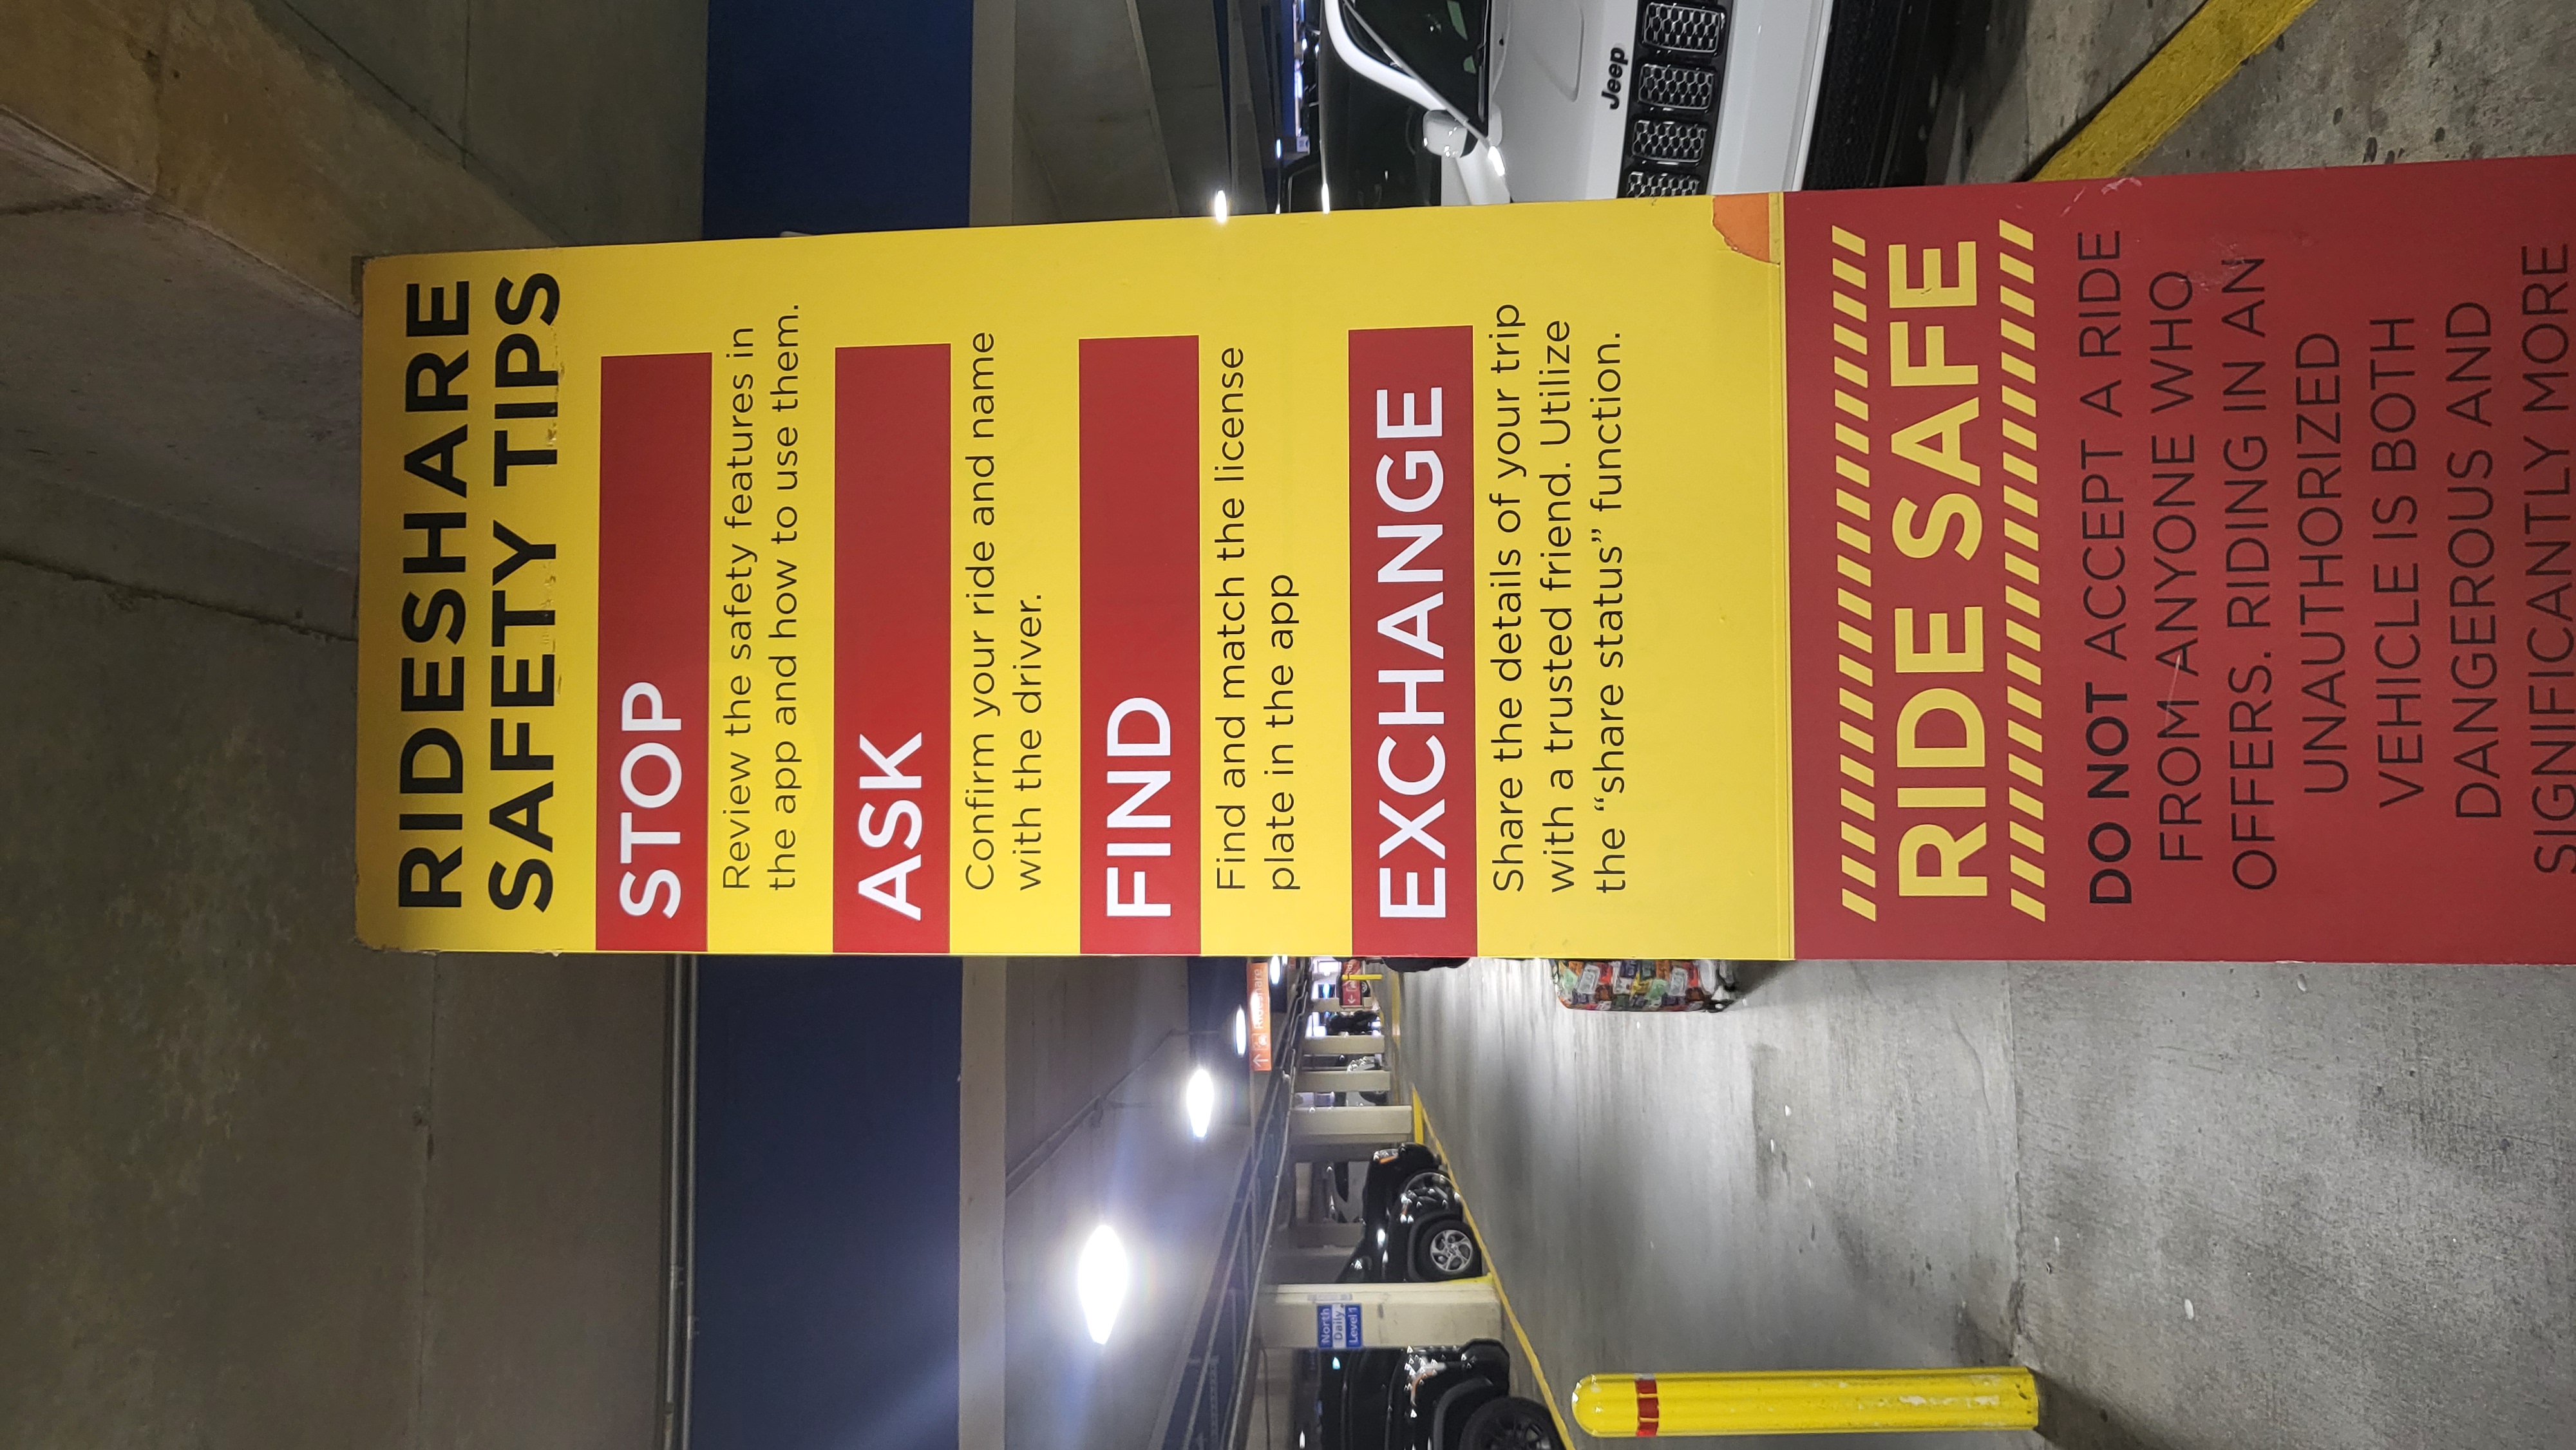 RIDESHARE
SAFETY TIPS
STOP
Review the safety features in
the app and how to use them.
ASK
Confirm your ride and name
with the driver.
FIND
Find and match the license
plate in the app
EXCHANGE
Share the details of your trip
with a trusted friend. Utilize
the “share status” function.
RIDE SAFE
DO NOT ACCEPT A RIDE
FROM ANYONE WHO
OFFERS. RIDING IN AN
UNAUTHORIZED
VEHICLE IS BOTH
DANGEROUS AND
SIGNIFICANTLY MORE
Jeep
Rideshare
North
Daily
Level 1